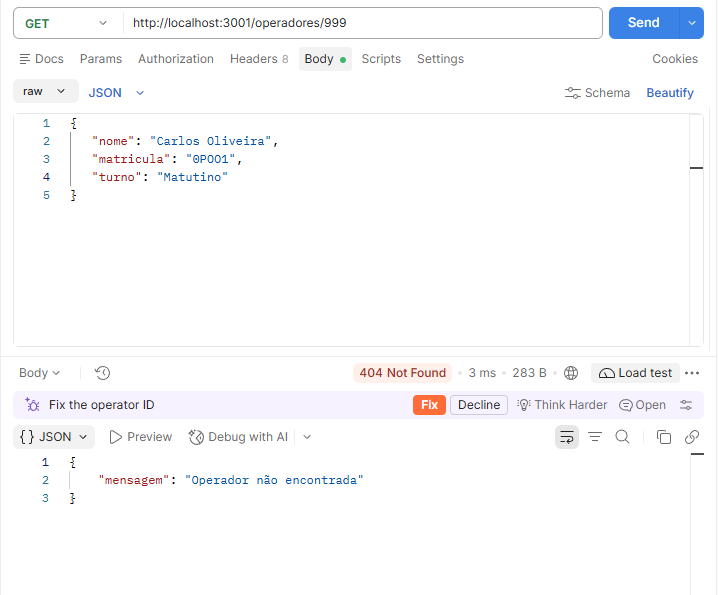 GET http://localhost:3001/operadores/999 Send
Docs Params Authorization Headers 8 Body Scripts Settings Cookies
raw JSON Schema Beautify
1 {
2 "nome": "Carlos Oliveira",
3 "matricula": "0P001",
4 "turno": "Matutino"
5 }
Body 404 Not Found • 3 ms • 283 B • Load test
Fix the operator ID Fix Decline Think Harder Open
{} JSON Preview Debug with AI
1 {
2 "mensagem": "Operador não encontrada"
3 }